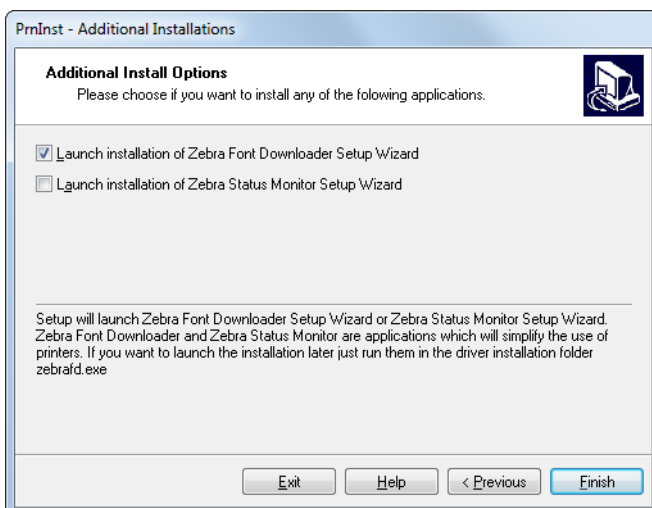 PrnInst - Additional Installations
Additional Install Options
Please choose if you want to install any of the folowing applications.
Launch installation of Zebra Font Downloader Setup Wizard
Launch installation of Zebra Status Monitor Setup Wizard
Setup will launch Zebra Font Downloader Setup Wizard or Zebra Status Monitor Setup Wizard.
Zebra Font Downloader and Zebra Status Monitor are applications which will simplify the use of
printers. If you want to launch the installation later just run them in the driver installation folder
zebrafd.exe
Exit Help < Previous Finish